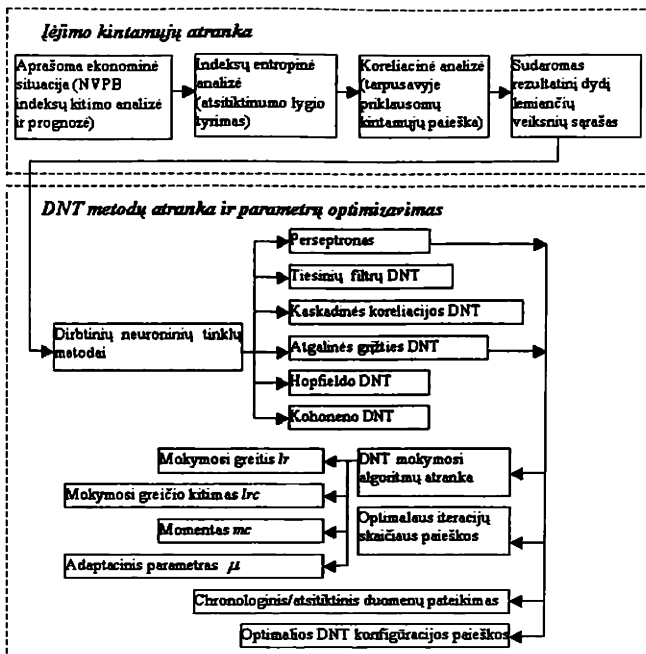 Įėjimo kintamųjų atranka
Aprašoma ekonominė
situacija (NVPB
indeksų kitimo analizė
ir prognozė)
Indeksų entropinė
analizė
(atsitiktinumo lygio
tyrimas)
Koreliacinė analizė
(tarpusavyje
priklausomų
kintamųjų paieška)
Sudaromas
rezultatinį dydį
lemiančių
veiksnių sąrašas
DNT metodų atranka ir parametrų optimizavimas
Perseptronas
Tiesinių filtrų DNT
Kaskadinės koreliacijos DNT
Dirbtinių neuroninių tinklų
metodai
Atgalinės grįžties DNT
Hopfieldo DNT
Kohoneno DNT
Mokymosi greitis lr
DNT mokymosi
algoritmų atranka
Mokymosi greičio kitimas lrc
Optimalaus iteracijų
skaičiaus paieškos
Momentas mc
Adaptacinis parametras μ
Chronologinis/atsitiktinis duomenų pateikimas
Optimalios DNT konfigūracijos paieškos